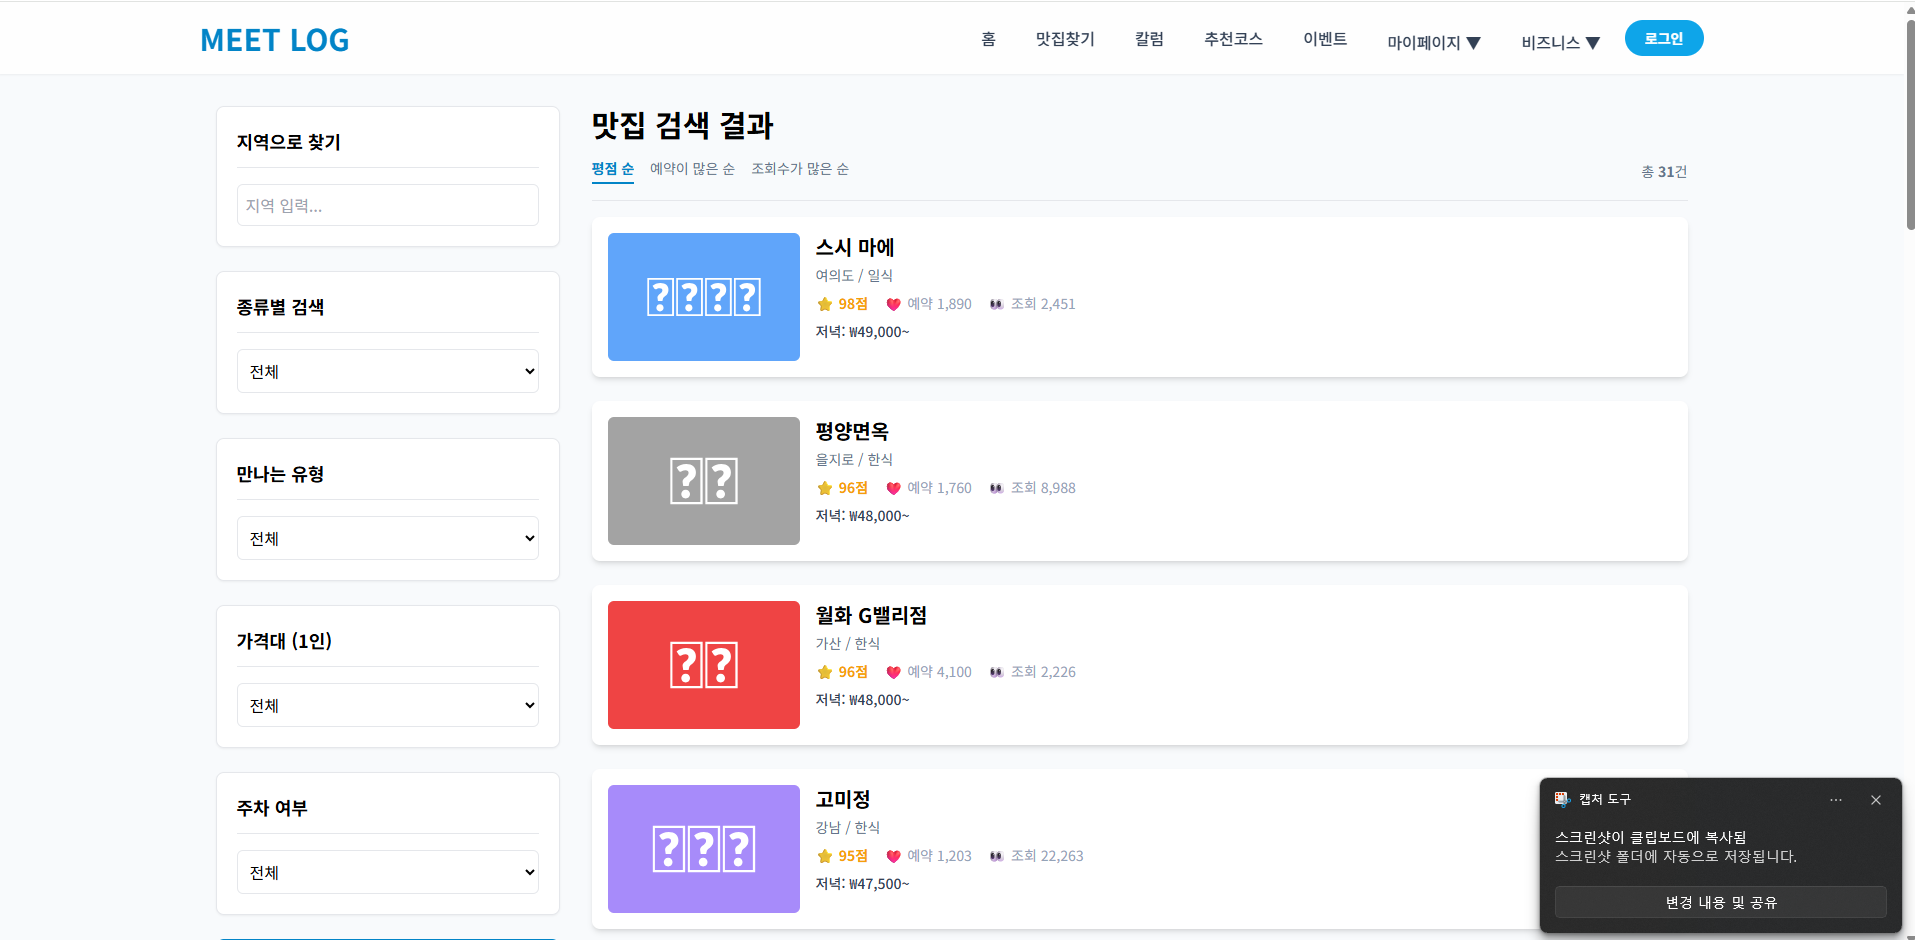 MEET LOG
홈 맛집찾기 칼럼 추천코스 이벤트 마이페이지 ▼ 비즈니스 ▼ 로그인
지역으로 찾기
지역 입력...
종류별 검색
전체
만나는 유형
전체
가격대 (1인)
전체
주차 여부
전체
맛집 검색 결과
평점 순 예약이 많은 순 조회수가 많은 순
총 31건
스시 마에
여의도 / 일식
⭐ 98점 💖 예약 1,890 👀 조회 2,451
저녁: ₩49,000~
평양면옥
을지로 / 한식
⭐ 96점 💖 예약 1,760 👀 조회 8,988
저녁: ₩48,000~
월화 G밸리점
가산 / 한식
⭐ 96점 💖 예약 4,100 👀 조회 2,226
저녁: ₩48,000~
고미정
강남 / 한식
⭐ 95점 💖 예약 1,203 👀 조회 22,263
저녁: ₩47,500~
캡처 도구
스크린샷이 클립보드에 복사됨
스크린샷 폴더에 자동으로 저장됩니다.
변경 내용 및 공유